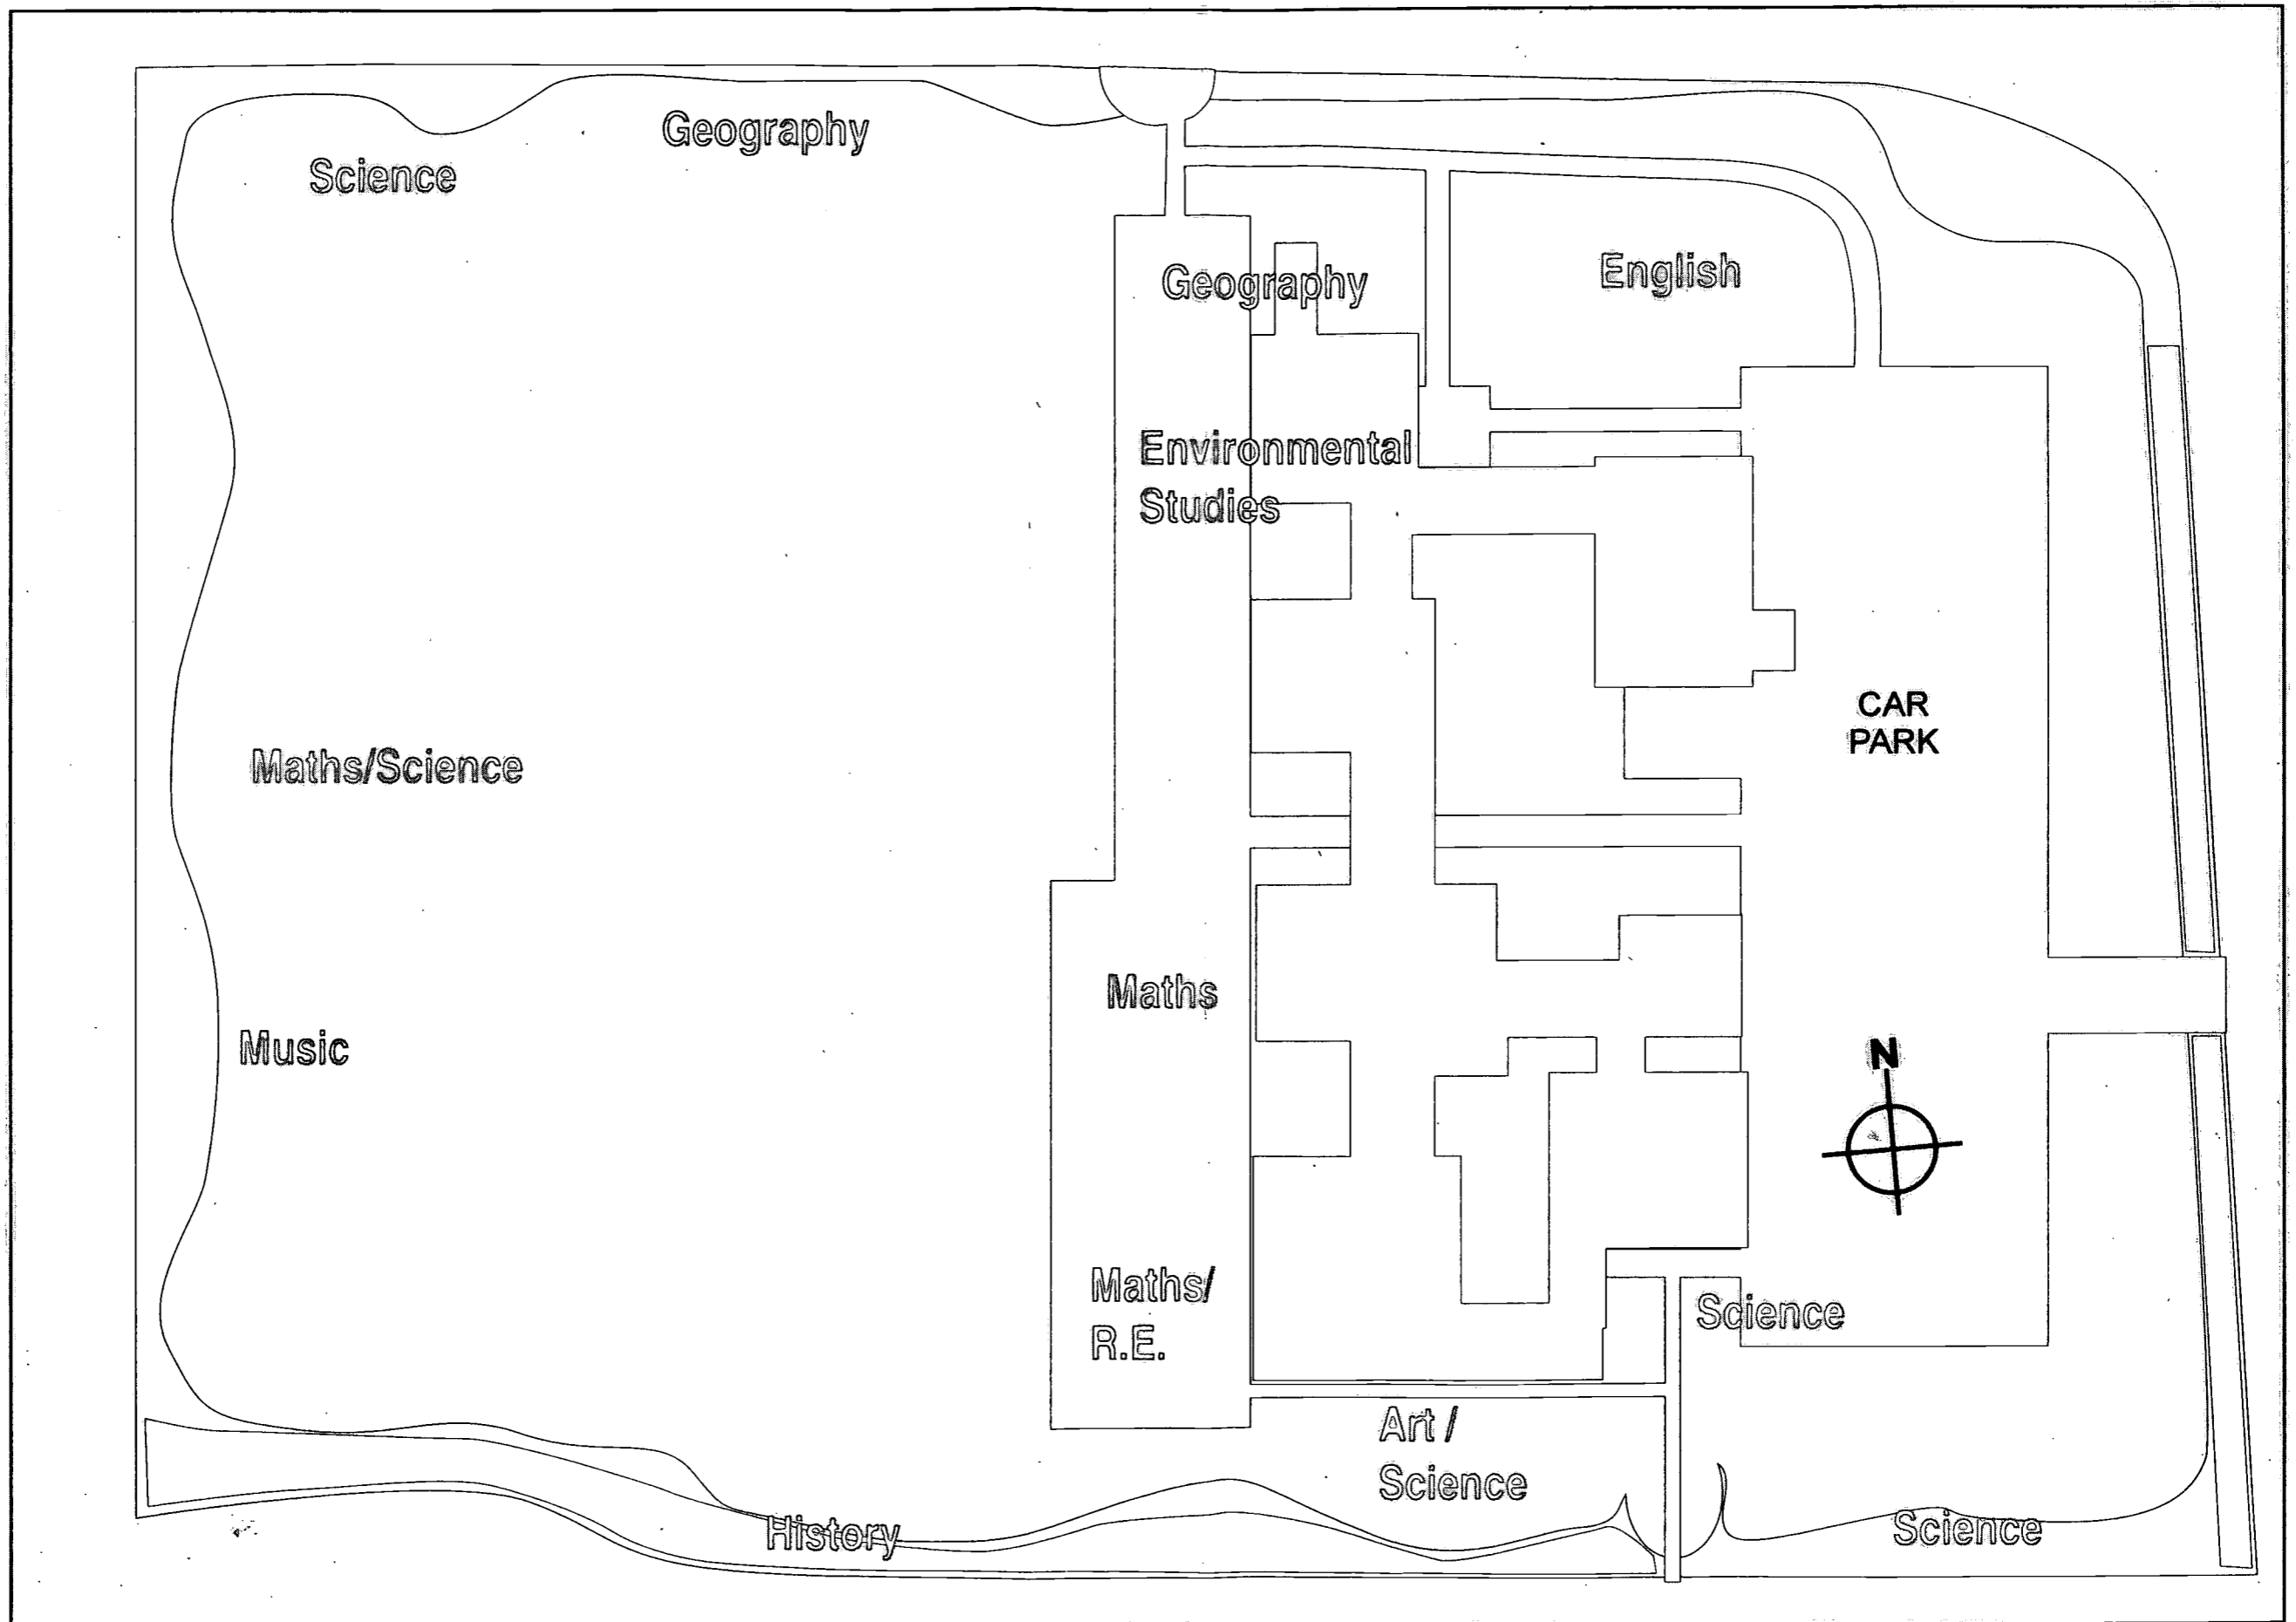 Geography
Science
Geography
English
Environmental
Studies
CAR
PARK
Maths/Science
Maths
Music
N
Maths/
R.E.
Science
Art /
Science
History
Science